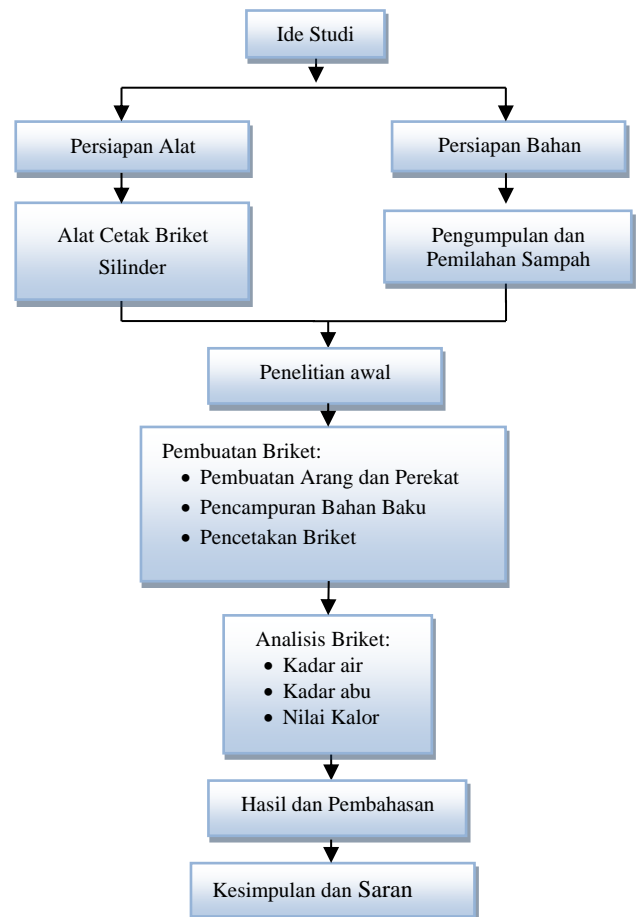 Ide Studi
Persiapan Alat
Persiapan Bahan
Alat Cetak Briket
Silinder
Pengumpulan dan
Pemilahan Sampah
Penelitian awal
Pembuatan Briket:
• Pembuatan Arang dan Perekat
• Pencampuran Bahan Baku
• Pencetakan Briket
Analisis Briket:
• Kadar air
• Kadar abu
• Nilai Kalor
Hasil dan Pembahasan
Kesimpulan dan Saran